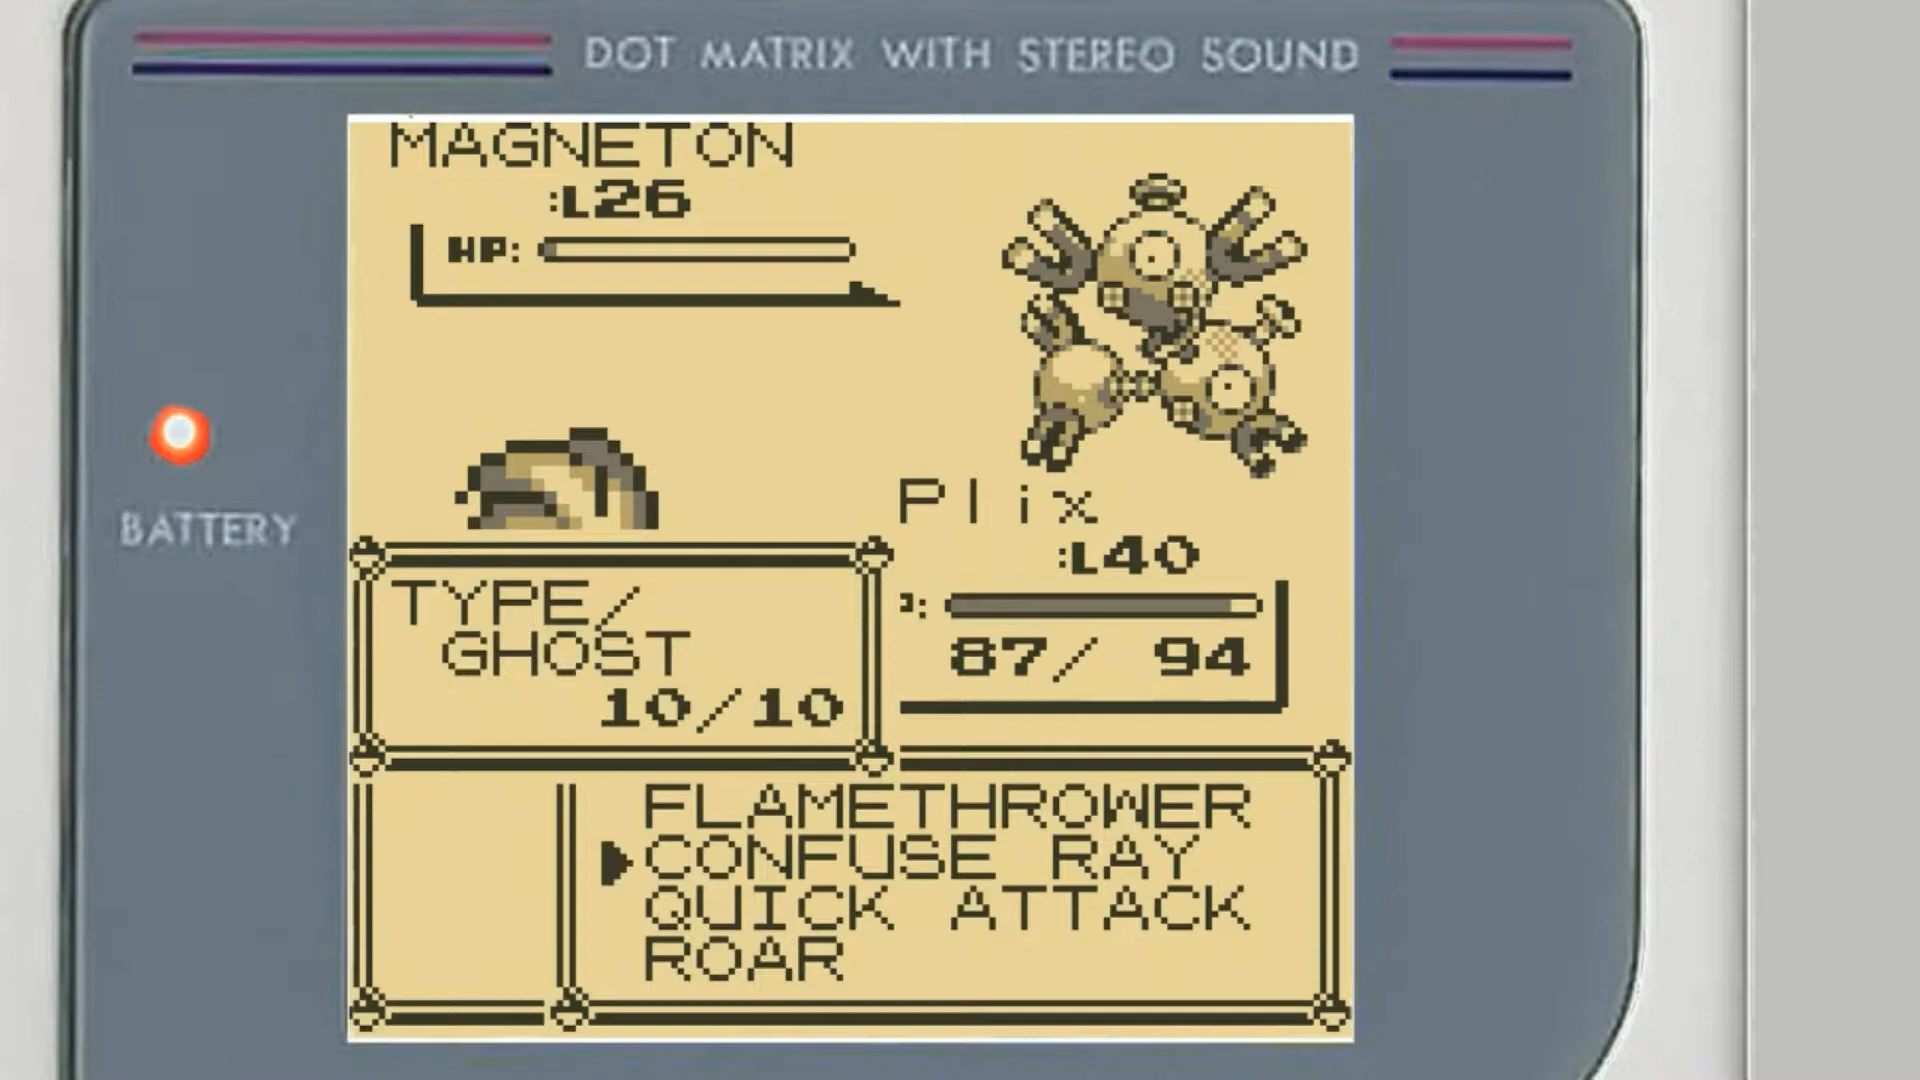 DOT MATRIX WITH STEREO SOUND
MAGNETON
:L26
HP:
BATTERY
Plix
:L40
87/ 94
TYPE/
GHOST
10/10
FLAMETHROWER
CONFUSE RAY
QUICK ATTACK
ROAR